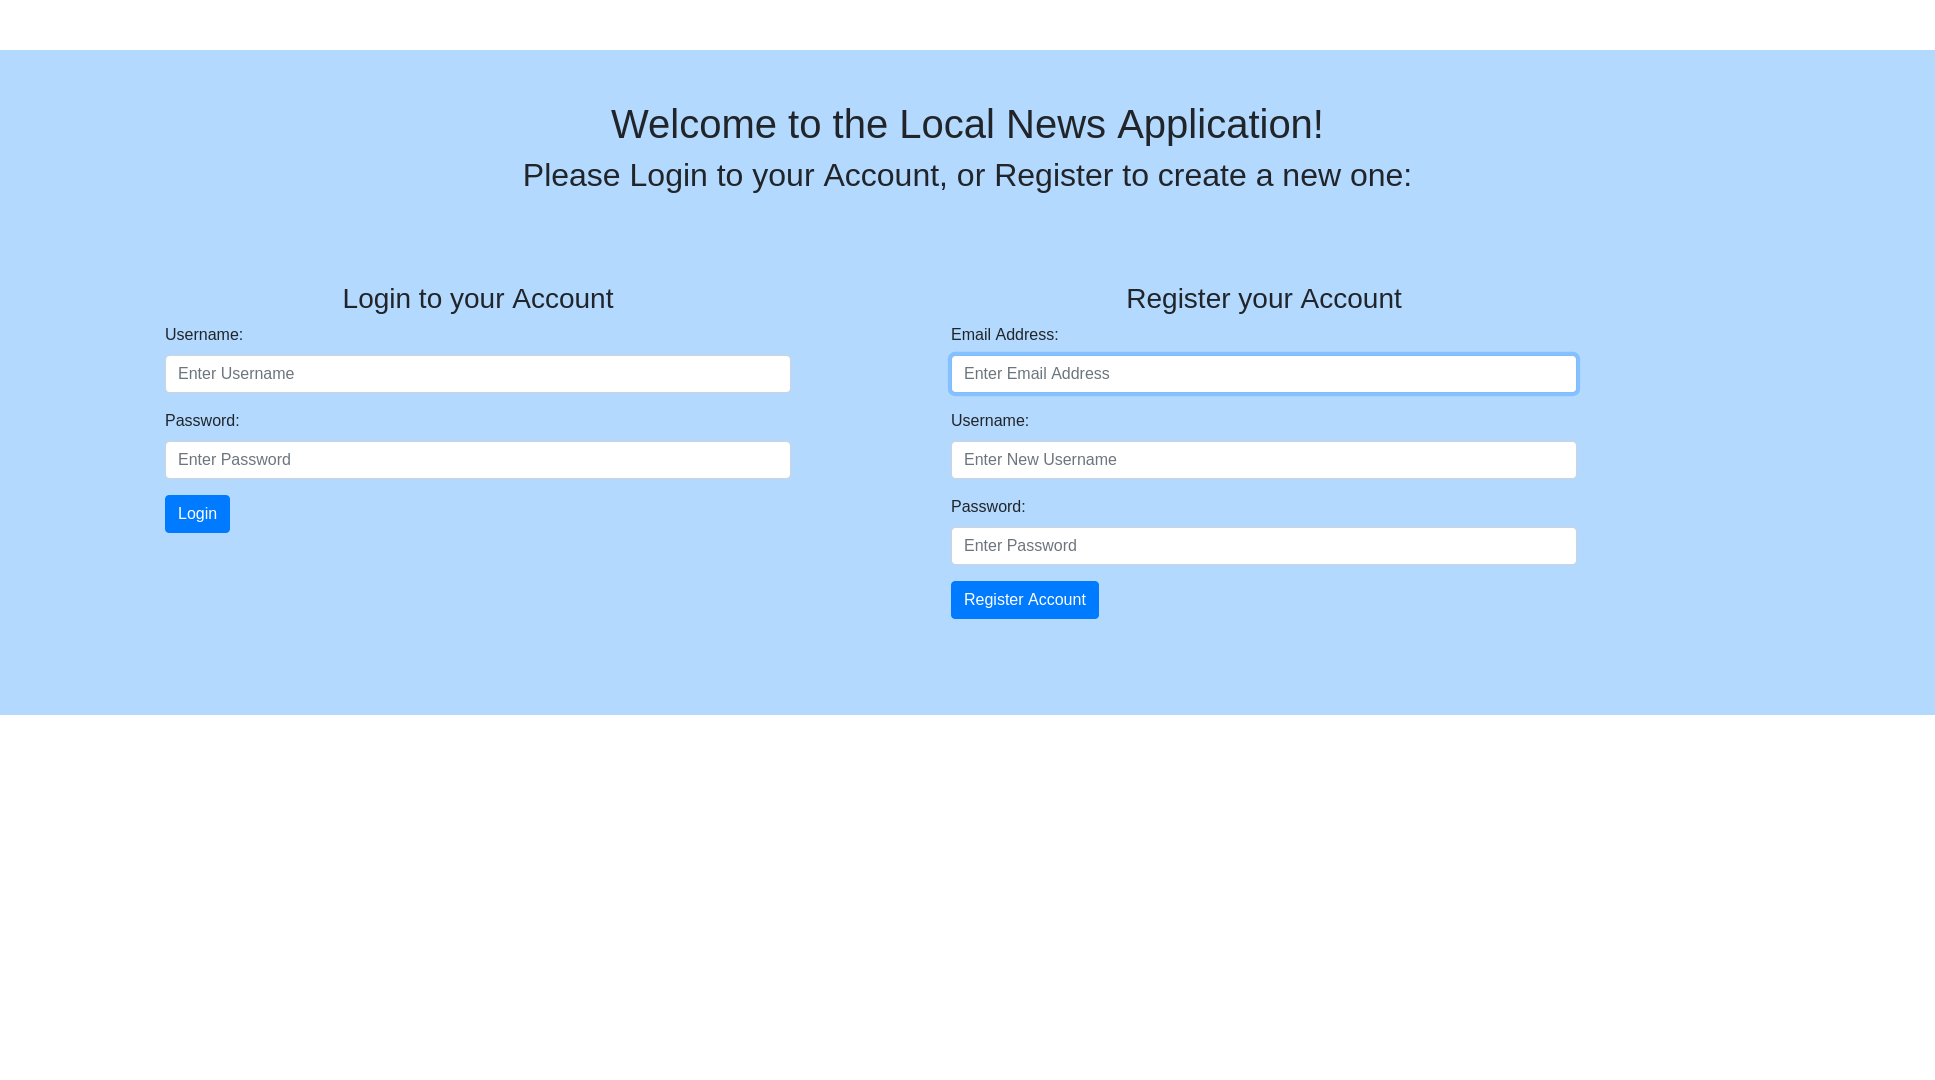 Welcome to the Local News Application!
Please Login to your Account, or Register to create a new one:
Login to your Account
Username:
Enter Username
Password:
Enter Password
Login
Register your Account
Email Address:
Enter Email Address
Username:
Enter New Username
Password:
Enter Password
Register Account